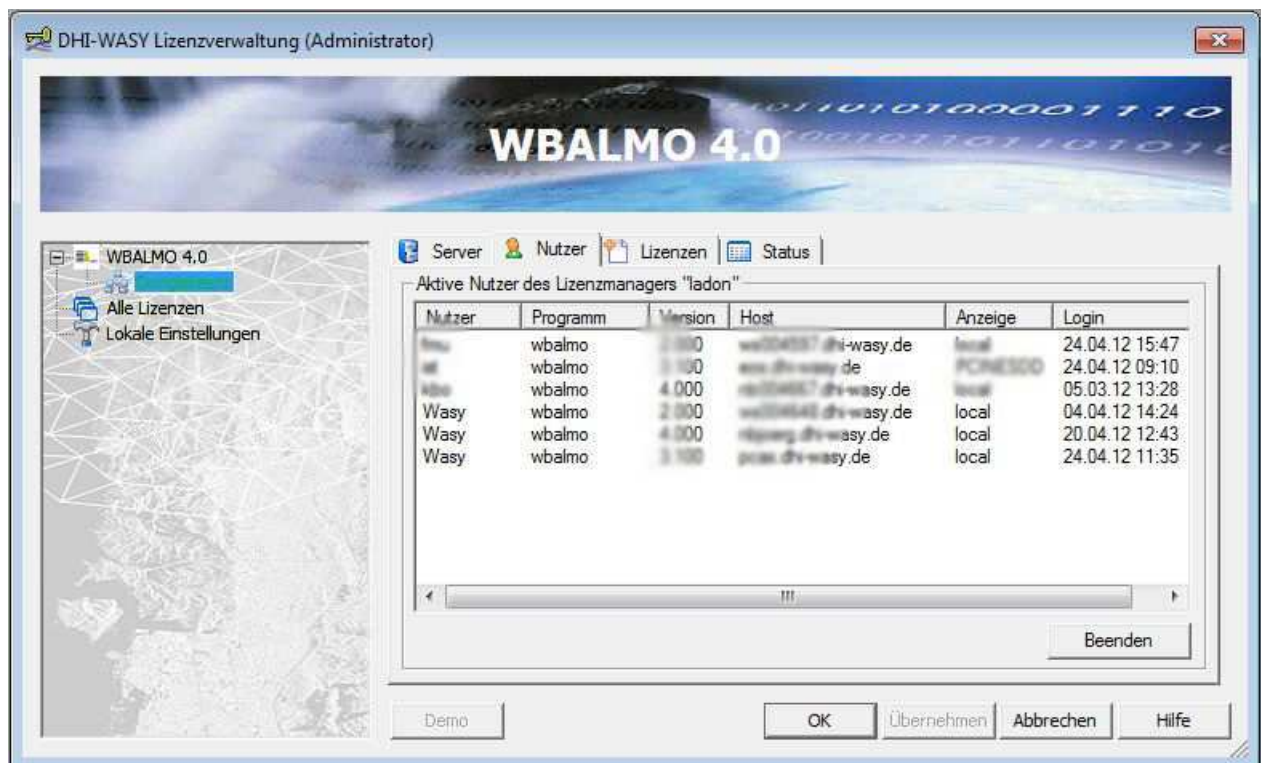 DHI-WASY Lizenzverwaltung (Administrator)
WBALMO 4.0
WBALMO 4.0
Alle Lizenzen
Lokale Einstellungen
Server Nutzer Lizenzen Status
Aktive Nutzer des Lizenzmanagers "ladon"
Nutzer Programm Version Host Anzeige Login
wbalmo 24.04.12 15:47
wbalmo 24.04.12 09:10
wbalmo 4.000 05.03.12 13:28
Wasy wbalmo local 04.04.12 14:24
Wasy wbalmo local 20.04.12 12:43
Wasy wbalmo local 24.04.12 11:35
Beenden
Demo OK Übernehmen Abbrechen Hilfe